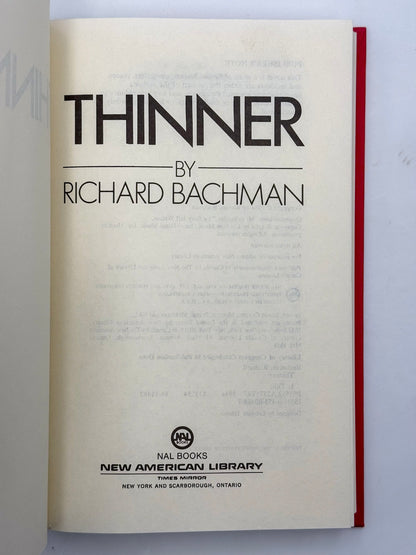 THINNER
BY
RICHARD BACHMAN
NAL
BOOKS
NAL BOOKS
NEW AMERICAN LIBRARY
TIMES MIRROR
NEW YORK AND SCARBOROUGH, ONTARIO